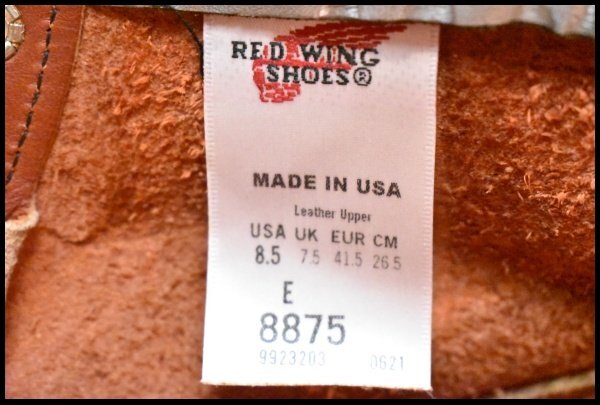 RED WING
SHOES®
MADE IN USA
Leather Upper
USA UK EUR CM
8.5 7.5 41.5 26.5
E
8875
9923203 0621